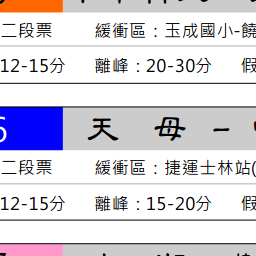 二段票 緩衝區：玉成國小-饒
12-15分 離峰：20-30分 假
6 天 母 -
二段票 緩衝區：捷運士林站(
12-15分 離峰：15-20分 假